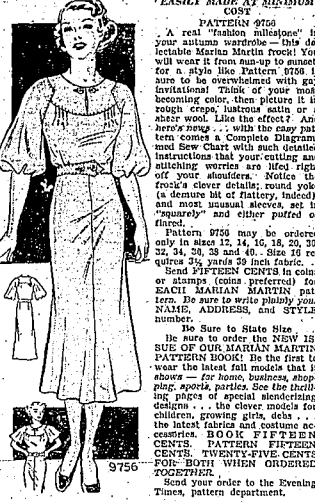 EASILY MADE AT MINIMUM
COST
PATTERN 9756
A real "fashion milestone" in
your autumn wardrobe—this de
lectable Marian Martin frock! You
will wear it from sun-up to sunset
for a style like Pattern 9756 is
sure to be overwhelmed with gay
invitations! Think of your most
becoming color, then picture it in
rough crepe, lustrous satin or a
sheer wool. Like the effect? And
here's news . . . with the easy pat
tern comes a Complete Diagram-
med Sew Chart with such detailed
instructions that your cutting and
stitching worries are lifed right
off your shoulders. Notice the
frock's clever details; round yoke
(a demure bit of flattery, indeed)
and most unusual sleeves, set in
"squarely" and either puffed or
flared.
Pattern 9756 may be ordered
only in sizes 12, 14, 16, 18, 20, 30,
32, 34, 36, 38 and 40. Size 16 re
quires 3¾ yards 39 inch fabric.
Send FIFTEEN CENTS in coins
or stamps (coins preferred) for
EACH MARIAN MARTIN pat
tern. Be sure to write plainly your
NAME, ADDRESS, and STYLE
number.
Be Sure to State Size
Be sure to order the NEW IS
SUE OF OUR MARIAN MARTIN
PATTERN BOOK! Be the first to
wear the latest fall models that it
shows — for home, business, shop-
ping, sports, parties. See the thrill-
ing pages of special slenderizing
designs . . . the clever models for
children, growing girls, debs . . .
the latest fabrics and costume ac-
cessories. BOOK FIFTEEN
CENTS. PATTERN FIFTEEN
CENTS. TWENTY-FIVE CENTS
FOR BOTH WHEN ORDERED
TOGETHER.
Send your order to the Evening
Times, pattern department.
9756